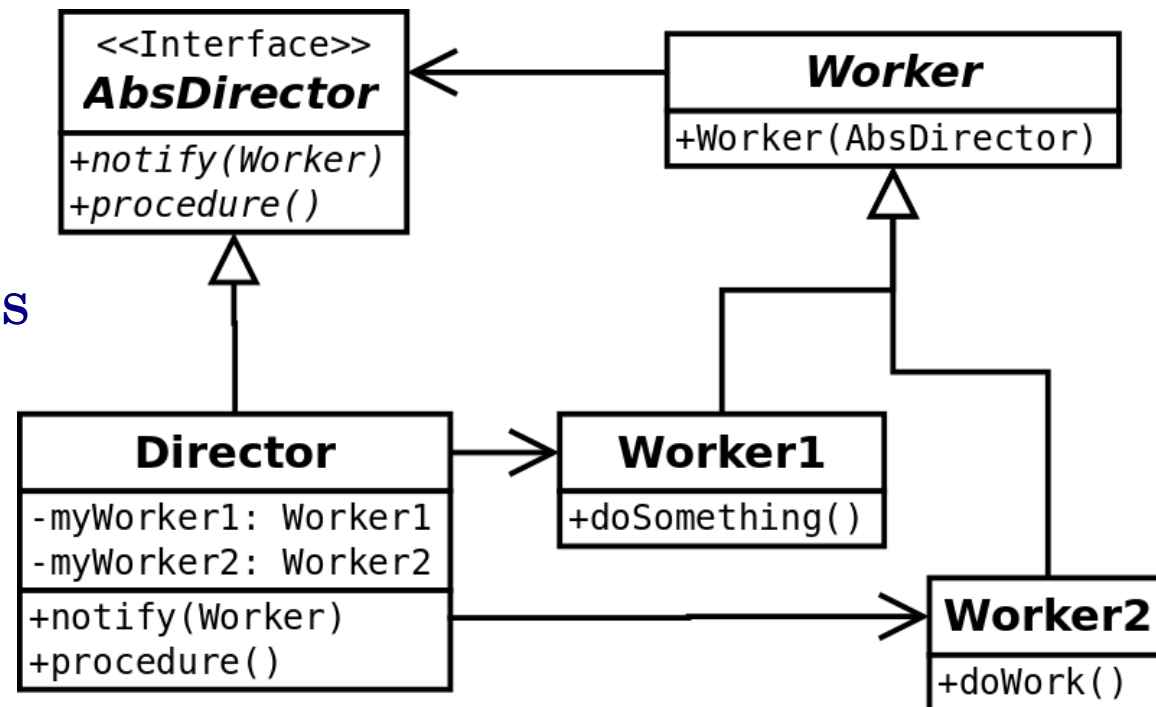 <<Interface>>
AbsDirector
+notify(Worker)
+procedure()
Worker
+Worker(AbsDirector)
s
Director
-myWorker1: Worker1
-myWorker2: Worker2
+notify(Worker)
+procedure()
Worker1
+doSomething()
Worker2
+doWork()